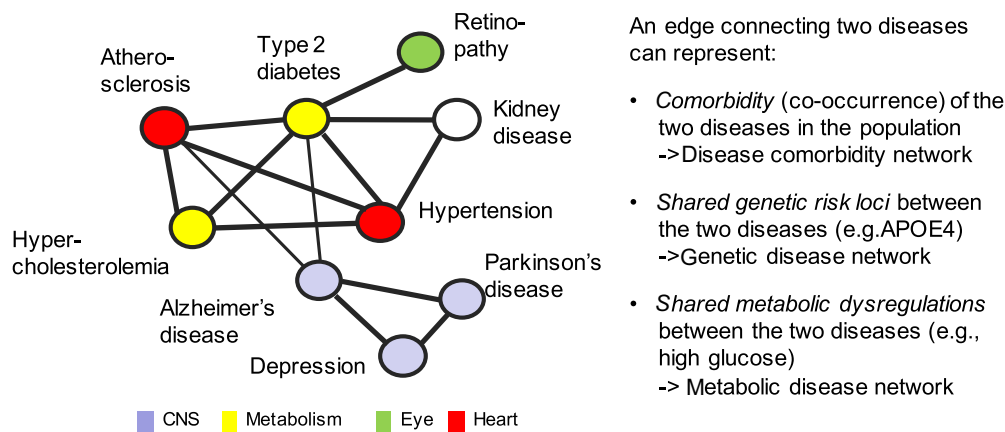 Athero-
sclerosis
Type 2
diabetes
Retino-
pathy
Kidney
disease
Hypertension
Hyper-
cholesterolemia
Alzheimer's
disease
Parkinson's
disease
Depression
CNS
Metabolism
Eye
Heart
An edge connecting two diseases
can represent:
• Comorbidity (co-occurrence) of the
two diseases in the population
->Disease comorbidity network
• Shared genetic risk loci between
the two diseases (e.g.APOE4)
->Genetic disease network
• Shared metabolic dysregulations
between the two diseases (e.g.,
high glucose)
-> Metabolic disease network